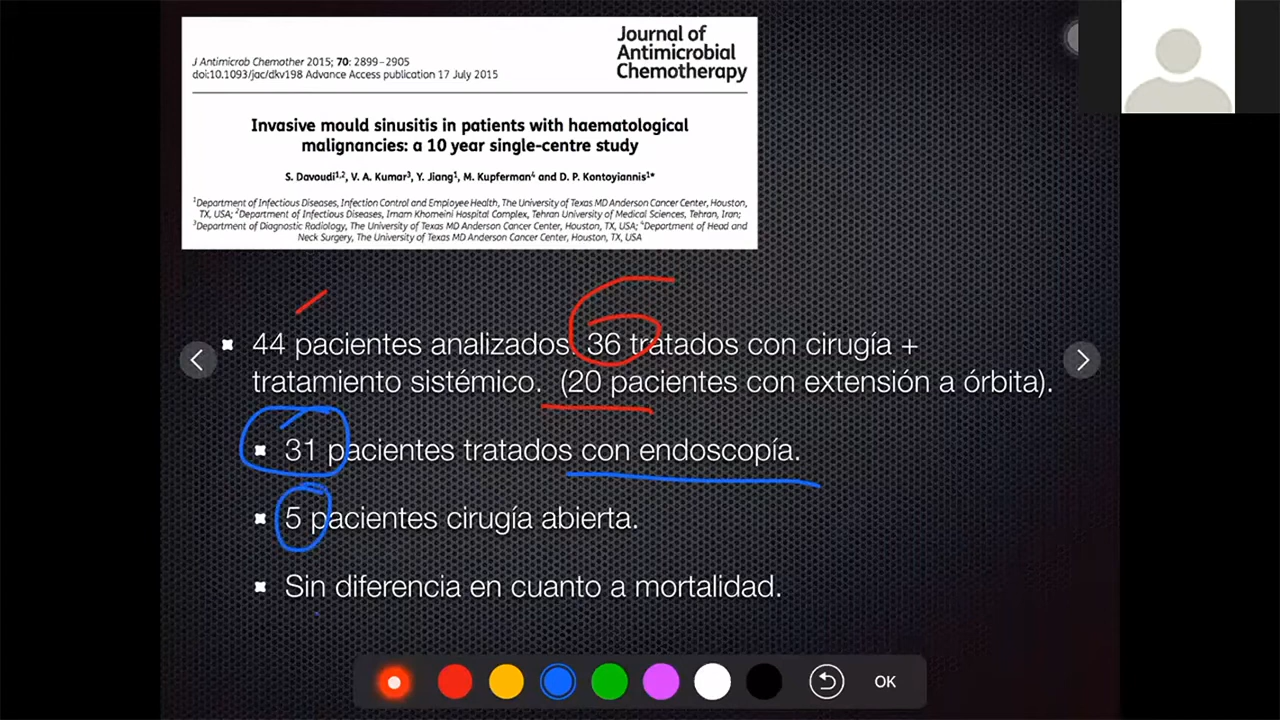 Journal of
Antimicrobial
Chemotherapy
J Antimicrob Chemother 2015; 70: 2899–2905
doi:10.1093/jac/dkv198 Advance Access publication 17 July 2015
Invasive mould sinusitis in patients with haematological
malignancies: a 10 year single-centre study
S. Davoudi1,2, V. A. Kumar3, Y. Jiang1, M. Kupferman4 and D. P. Kontoyiannis1*
1Department of Infectious Diseases, Infection Control and Employee Health, The University of Texas MD Anderson Cancer Center, Houston,
TX, USA; 2Department of Infectious Diseases, Imam Khomeini Hospital Complex, Tehran University of Medical Sciences, Tehran, Iran;
3Department of Diagnostic Radiology, The University of Texas MD Anderson Cancer Center, Houston, TX, USA; 4Department of Head and
Neck Surgery, The University of Texas MD Anderson Cancer Center, Houston, TX, USA
44 pacientes analizados. 36 tratados con cirugía +
tratamiento sistémico. (20 pacientes con extensión a órbita).
31 pacientes tratados con endoscopía.
5 pacientes cirugía abierta.
Sin diferencia en cuanto a mortalidad.
OK